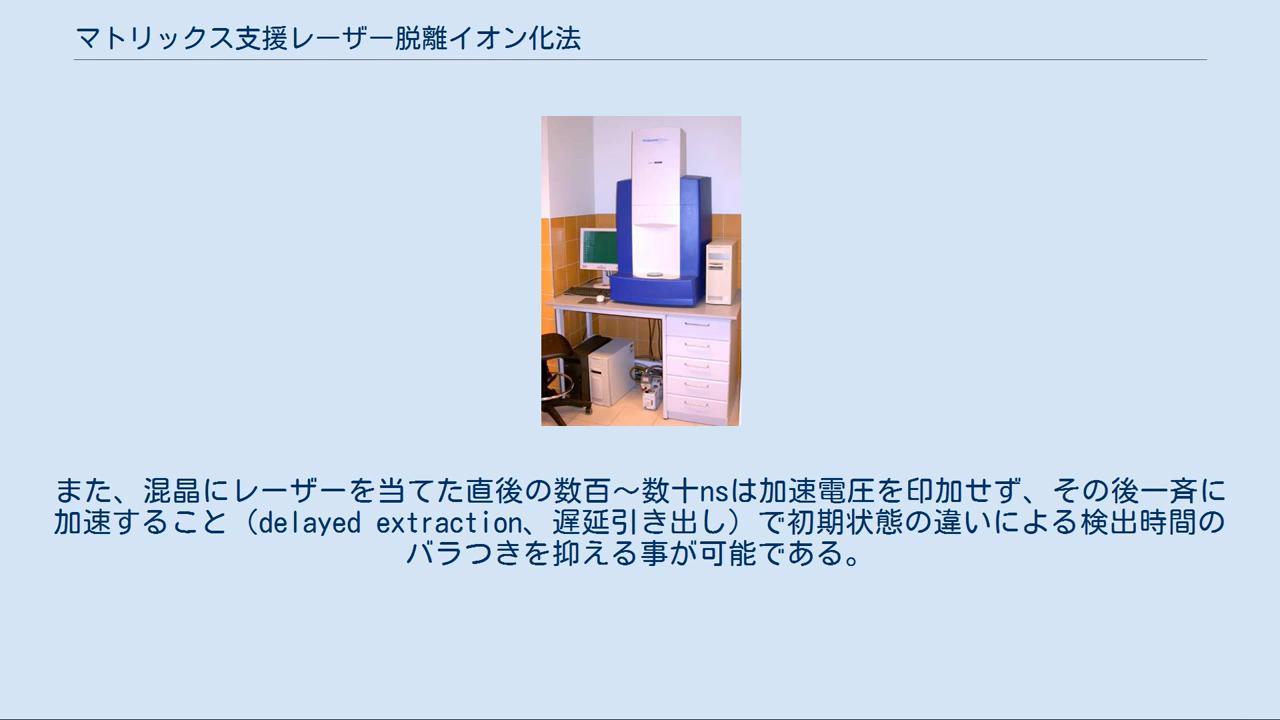 マトリックス支援レーザー脱離イオン化法
また、混晶にレーザーを当てた直後の数百〜数十nsは加速電圧を印加せず、その後一斉に
加速すること（delayed extraction、遅延引き出し）で初期状態の違いによる検出時間の
バラつきを抑える事が可能である。